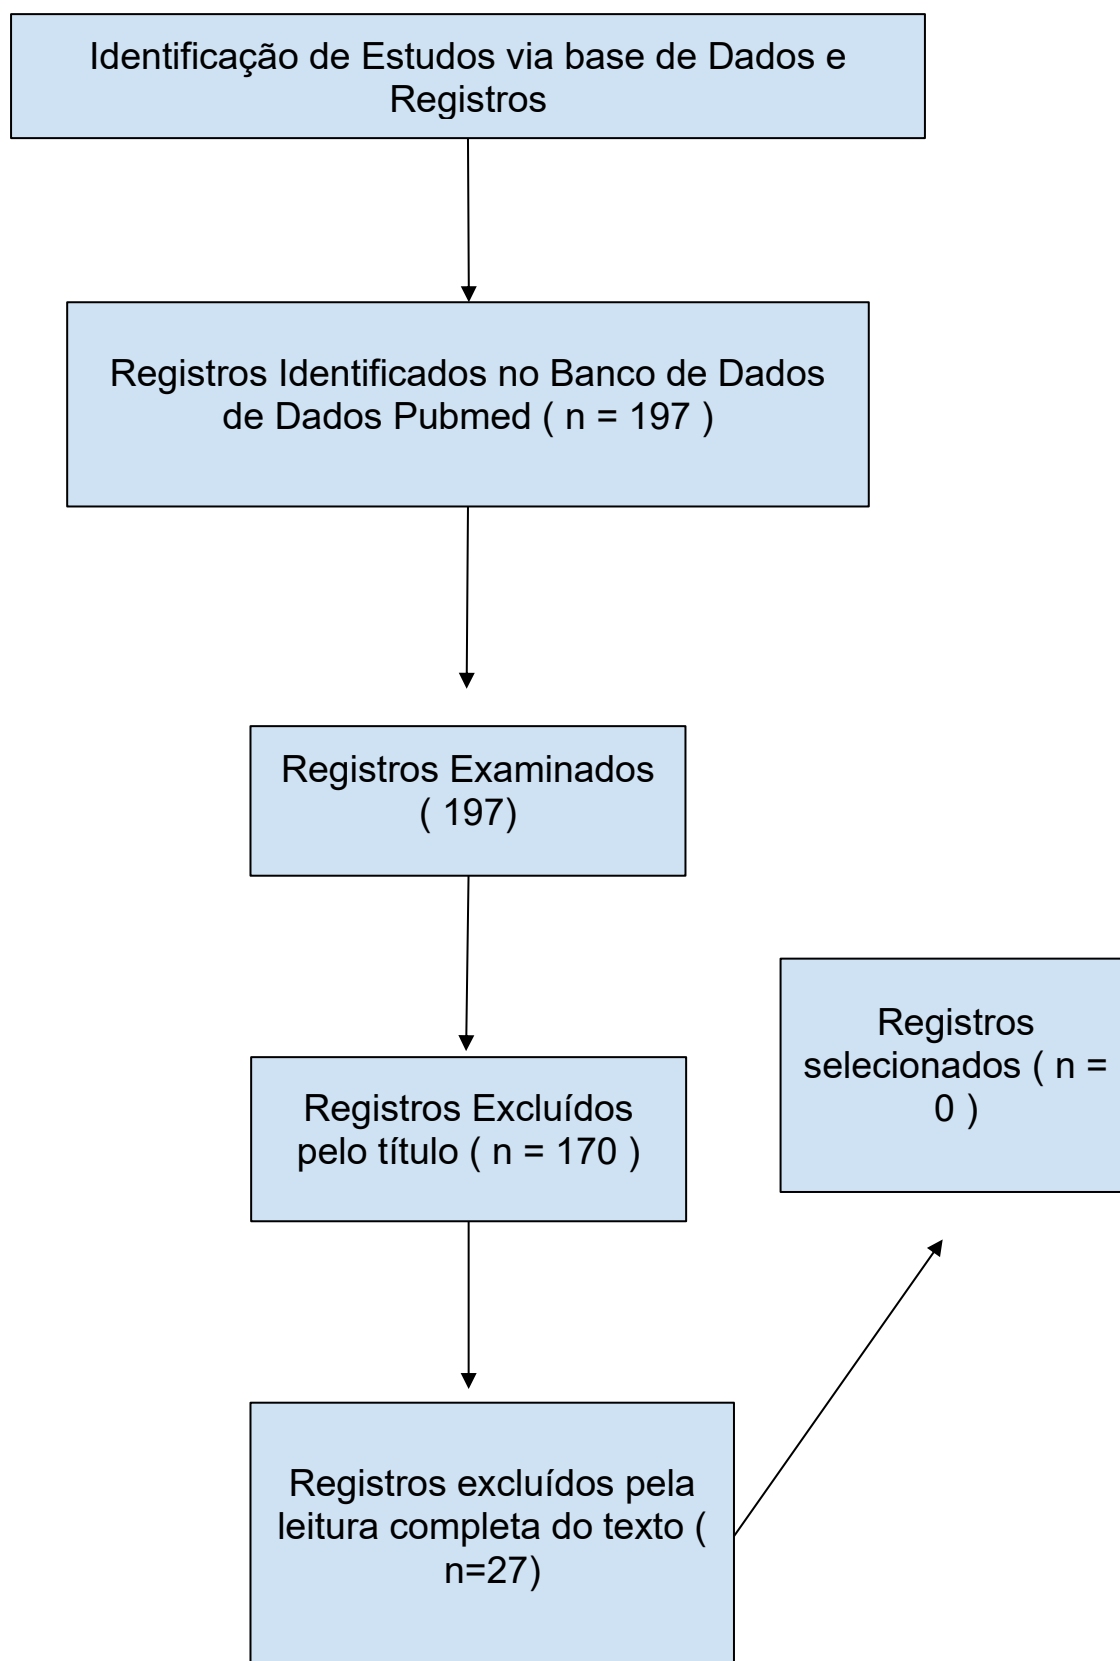 Identificação de Estudos via base de Dados e
Registros
Registros Identificados no Banco de Dados
de Dados Pubmed ( n = 197 )
Registros Examinados
( 197)
Registros Excluídos
pelo título ( n = 170 )
Registros
selecionados ( n =
0 )
Registros excluídos pela
leitura completa do texto (
n=27)